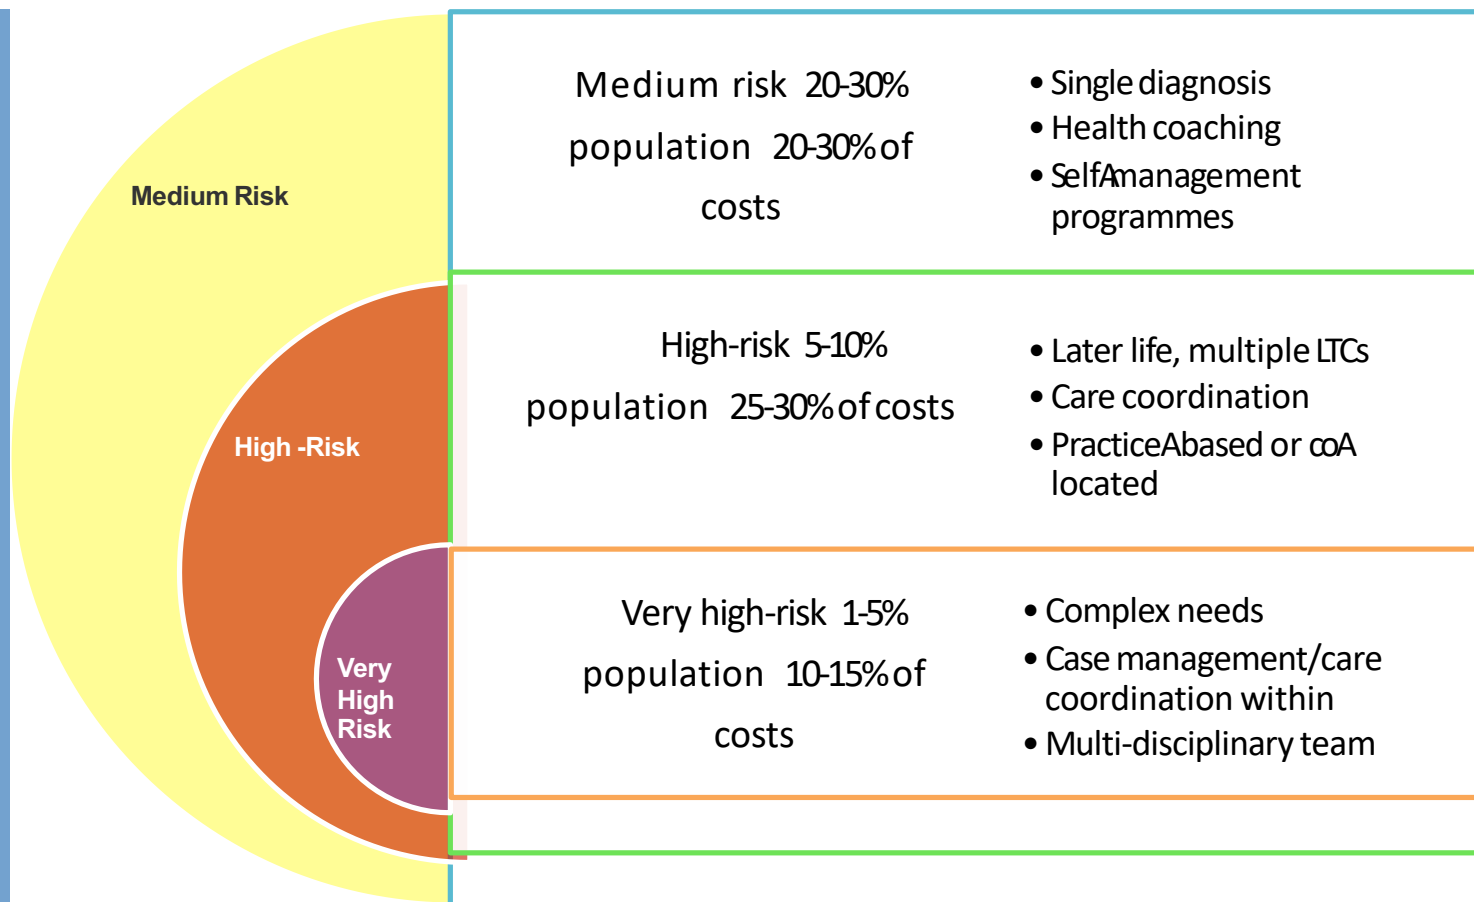 Medium Risk
Medium risk 20-30%
population 20-30% of
costs
• Single diagnosis
• Health coaching
• SelfAmanagement
programmes
High -Risk
High-risk 5-10%
population 25-30% of costs
• Later life, multiple LTCs
• Care coordination
• PracticeAbased or coA
located
Very
High
Risk
Very high-risk 1-5%
population 10-15% of
costs
• Complex needs
• Case management/care
coordination within
• Multi-disciplinary team